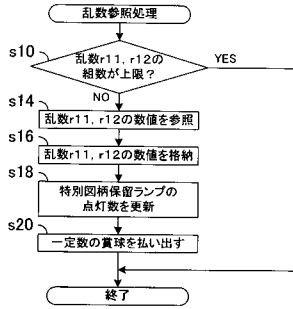 乱数参照処理
s10
乱数r11, r12の
組数が上限?
YES
NO
s14
乱数r11, r12の数値を参照
s16
乱数r11, r12の数値を格納
s18
特別図柄保留ランプの
点灯数を更新
s20
一定数の賞球を払い出す
終了